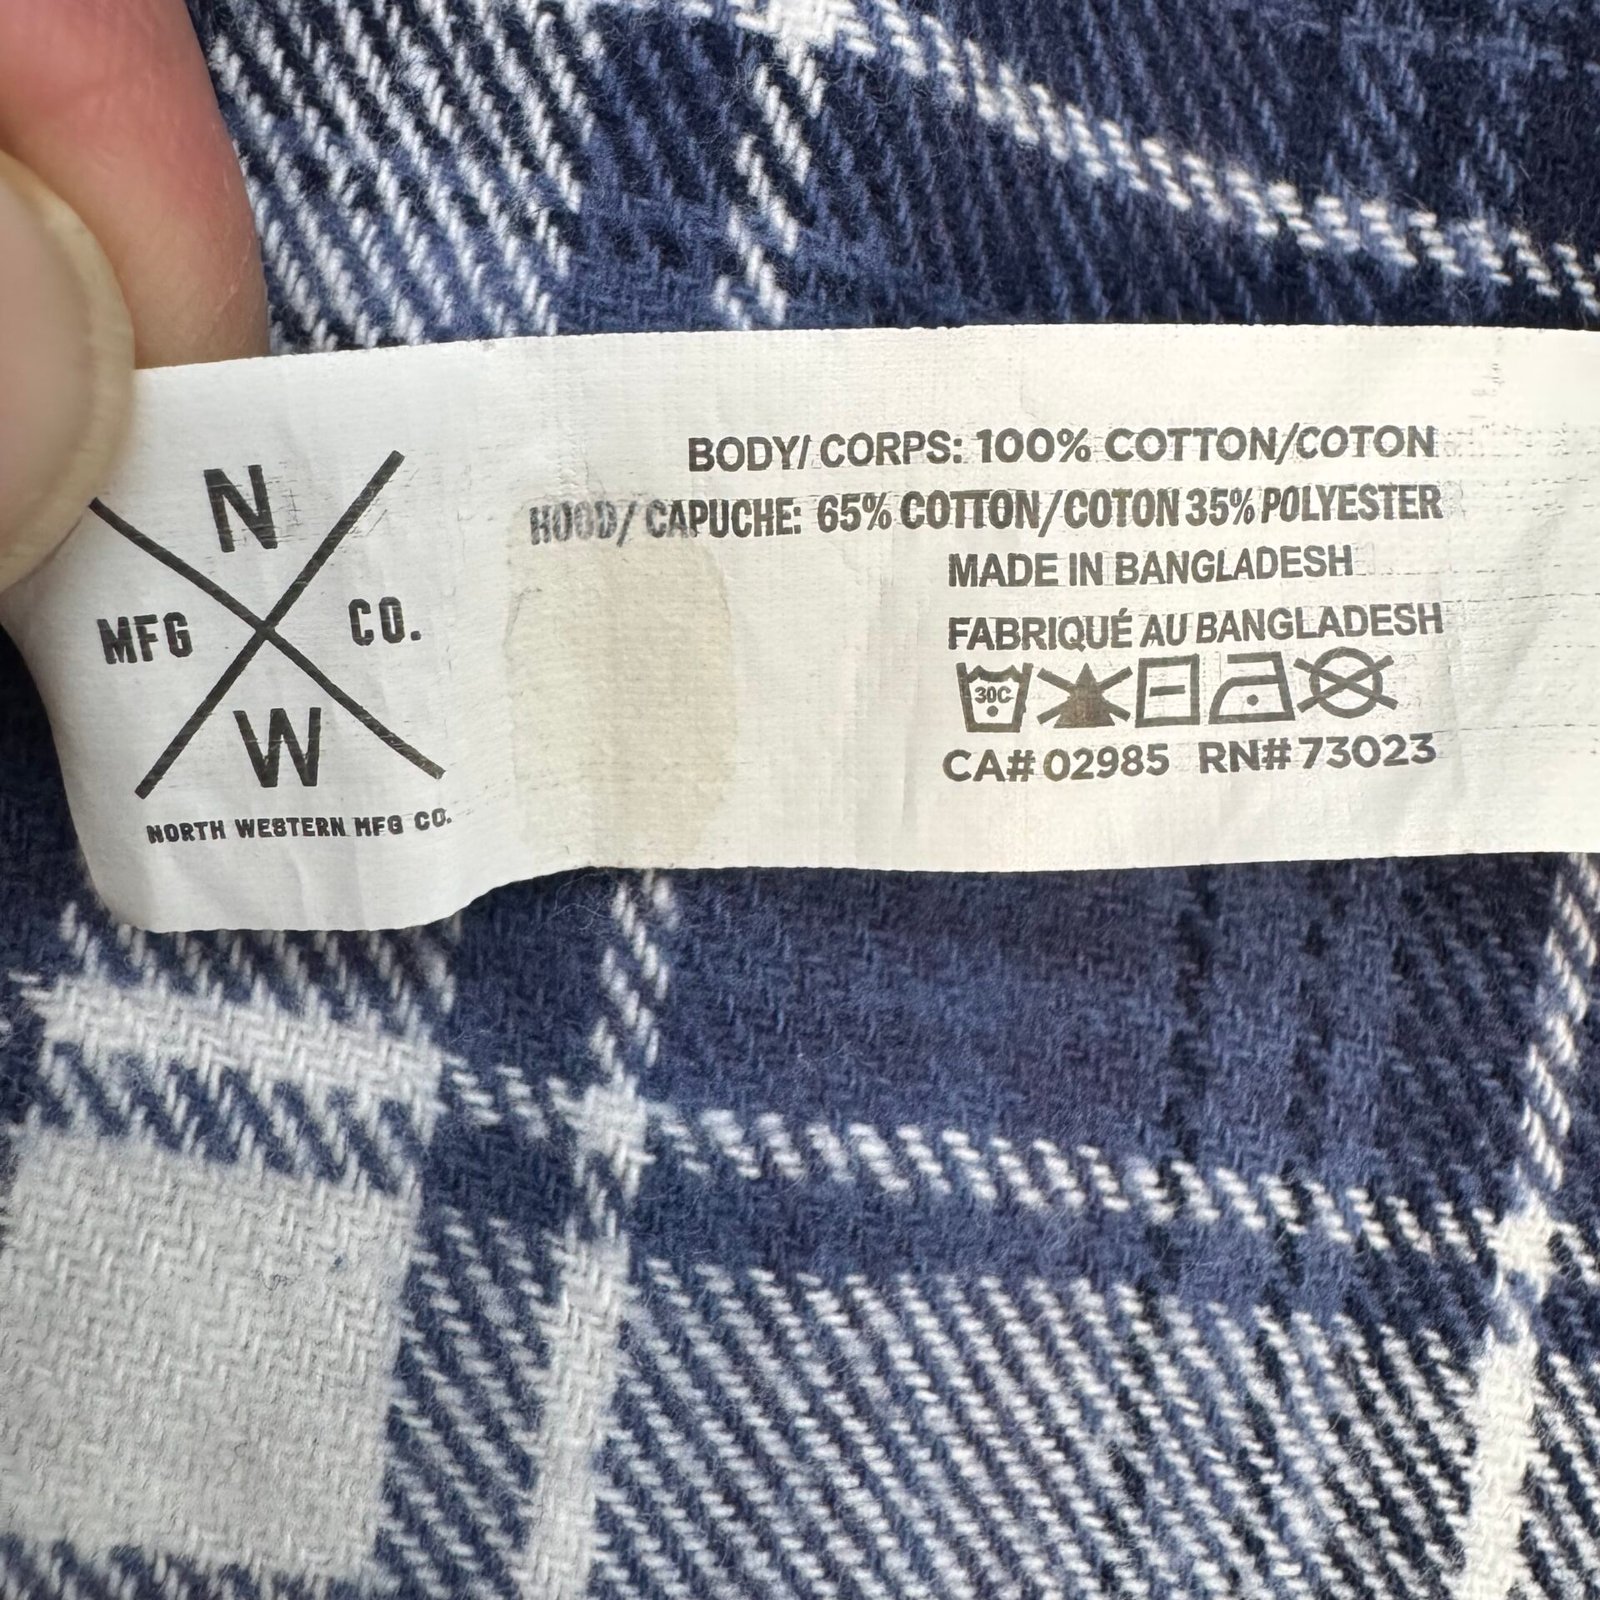 N
MFG CO.
W
NORTH WESTERN MFG CO.
BODY/ CORPS: 100% COTTON/COTON
HOOD/ CAPUCHE: 65% COTTON/COTON 35% POLYESTER
MADE IN BANGLADESH
FABRIQUÉ AU BANGLADESH
30C
CA# 02985 RN# 73023